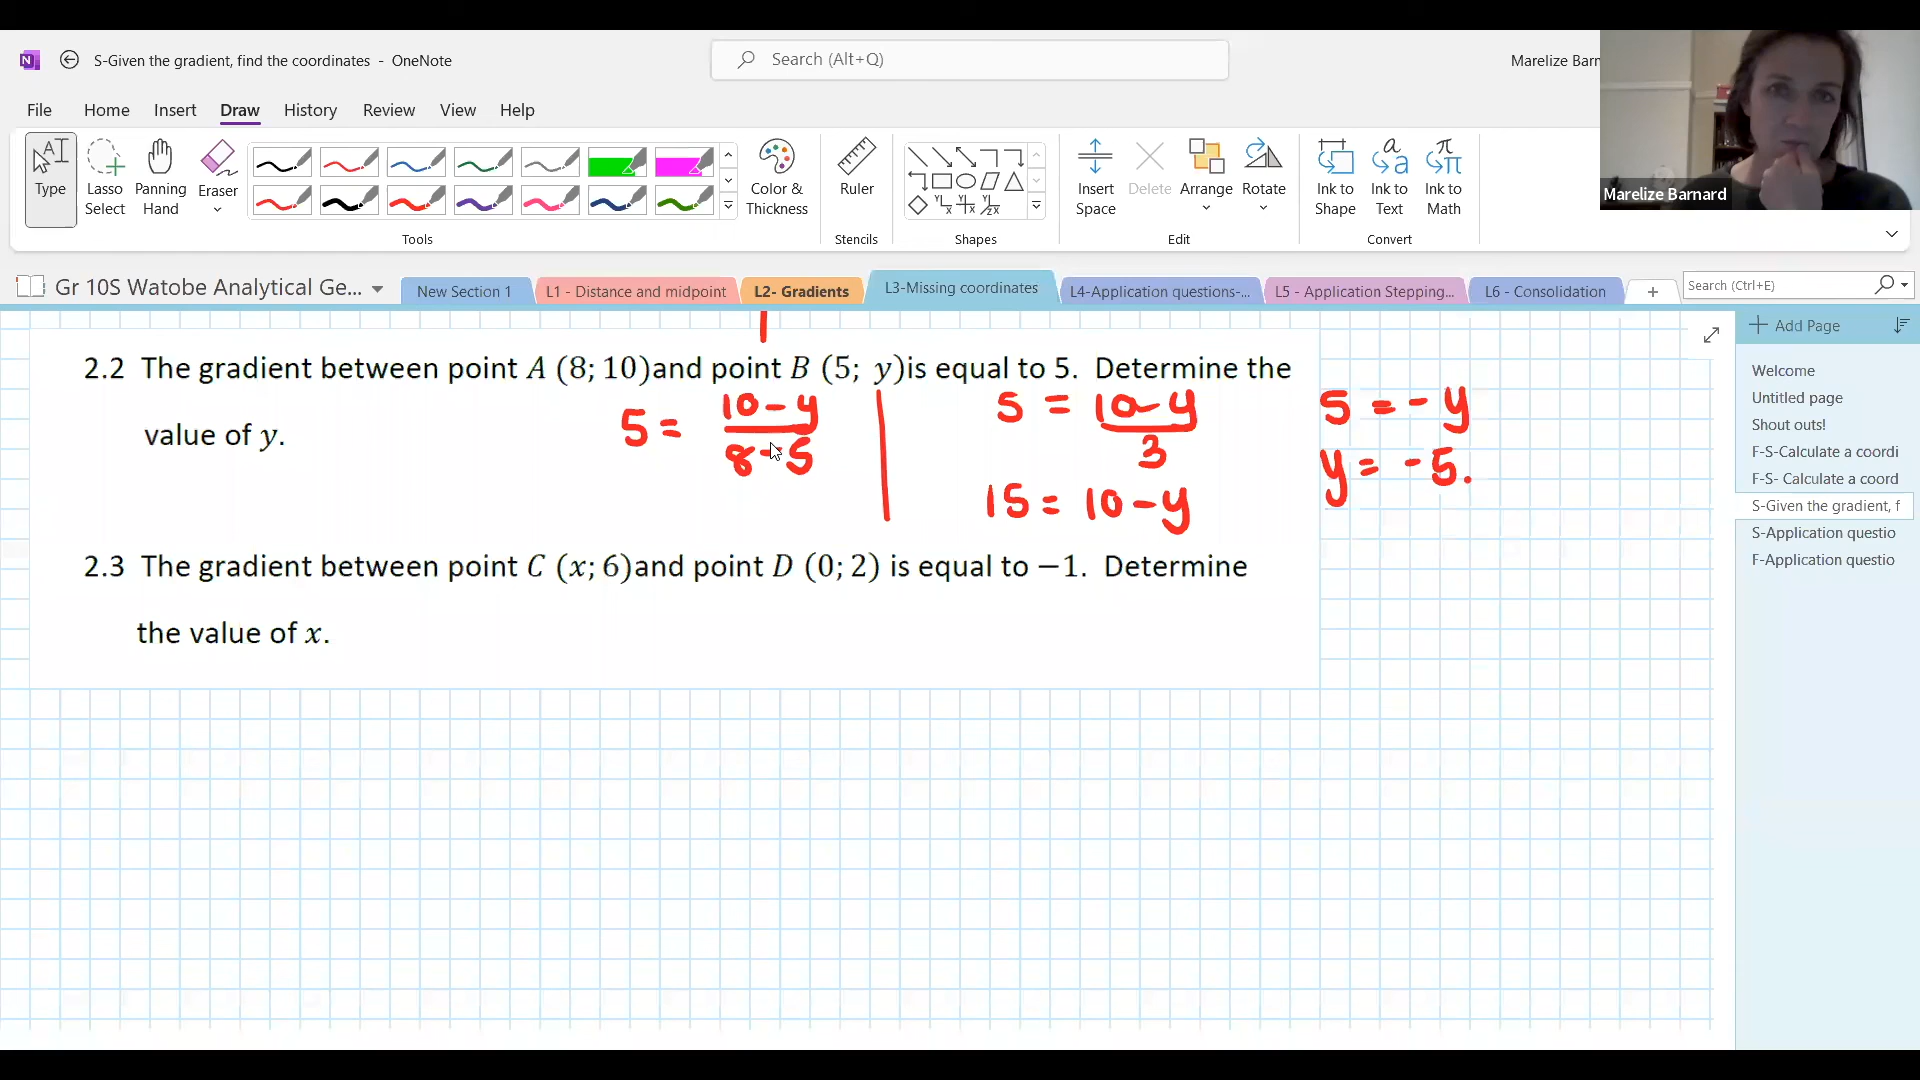 S-Given the gradient, find the coordinates - OneNote
Search (Alt+Q)
Marelize Barn
File Home Insert Draw History Review View Help
Type
Lasso Select
Panning Hand
Eraser
Color & Thickness
Ruler
Insert Space
Delete
Arrange
Rotate
Ink to Shape
Ink to Text
Ink to Math
Tools
Stencils
Shapes
Edit
Convert
Marelize Barnard
Gr 10S Watobe Analytical Ge...
New Section 1
L1 - Distance and midpoint
L2- Gradients
L3-Missing coordinates
L4-Application questions-...
L5 - Application Stepping...
L6 - Consolidation
Search (Ctrl+E)
Add Page
Welcome
Untitled page
Shout outs!
F-S-Calculate a coordi
F-S- Calculate a coord
S-Given the gradient, f
S-Application questio
F-Application questio
2.2 The gradient between point A (8; 10)and point B (5; y)is equal to 5. Determine the
value of y.
5 = 10 - y / 8 - 5
5 = 10 - y / 3
15 = 10 - y
5 = - y
y = - 5.
2.3 The gradient between point C (x; 6)and point D (0; 2) is equal to −1. Determine
the value of x.